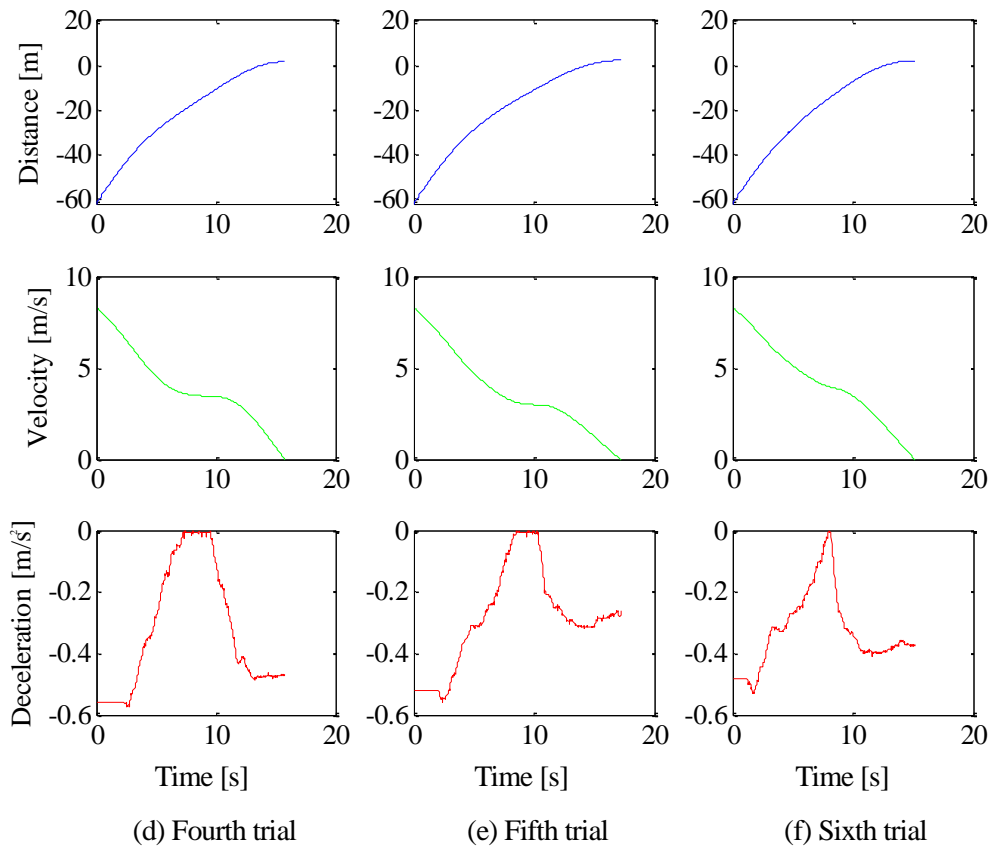 Distance [m]
20
0
-20
-40
-60
0 10 20
20
0
-20
-40
-60
0 10 20
20
0
-20
-40
-60
0 10 20
Velocity [m/s]
10
5
0
0 10 20
10
5
0
0 10 20
10
5
0
0 10 20
Deceleration [m/s²]
0
-0.2
-0.4
-0.6
0 10 20
0
-0.2
-0.4
-0.6
0 10 20
0
-0.2
-0.4
-0.6
0 10 20
Time [s]
Time [s]
Time [s]
(d) Fourth trial
(e) Fifth trial
(f) Sixth trial